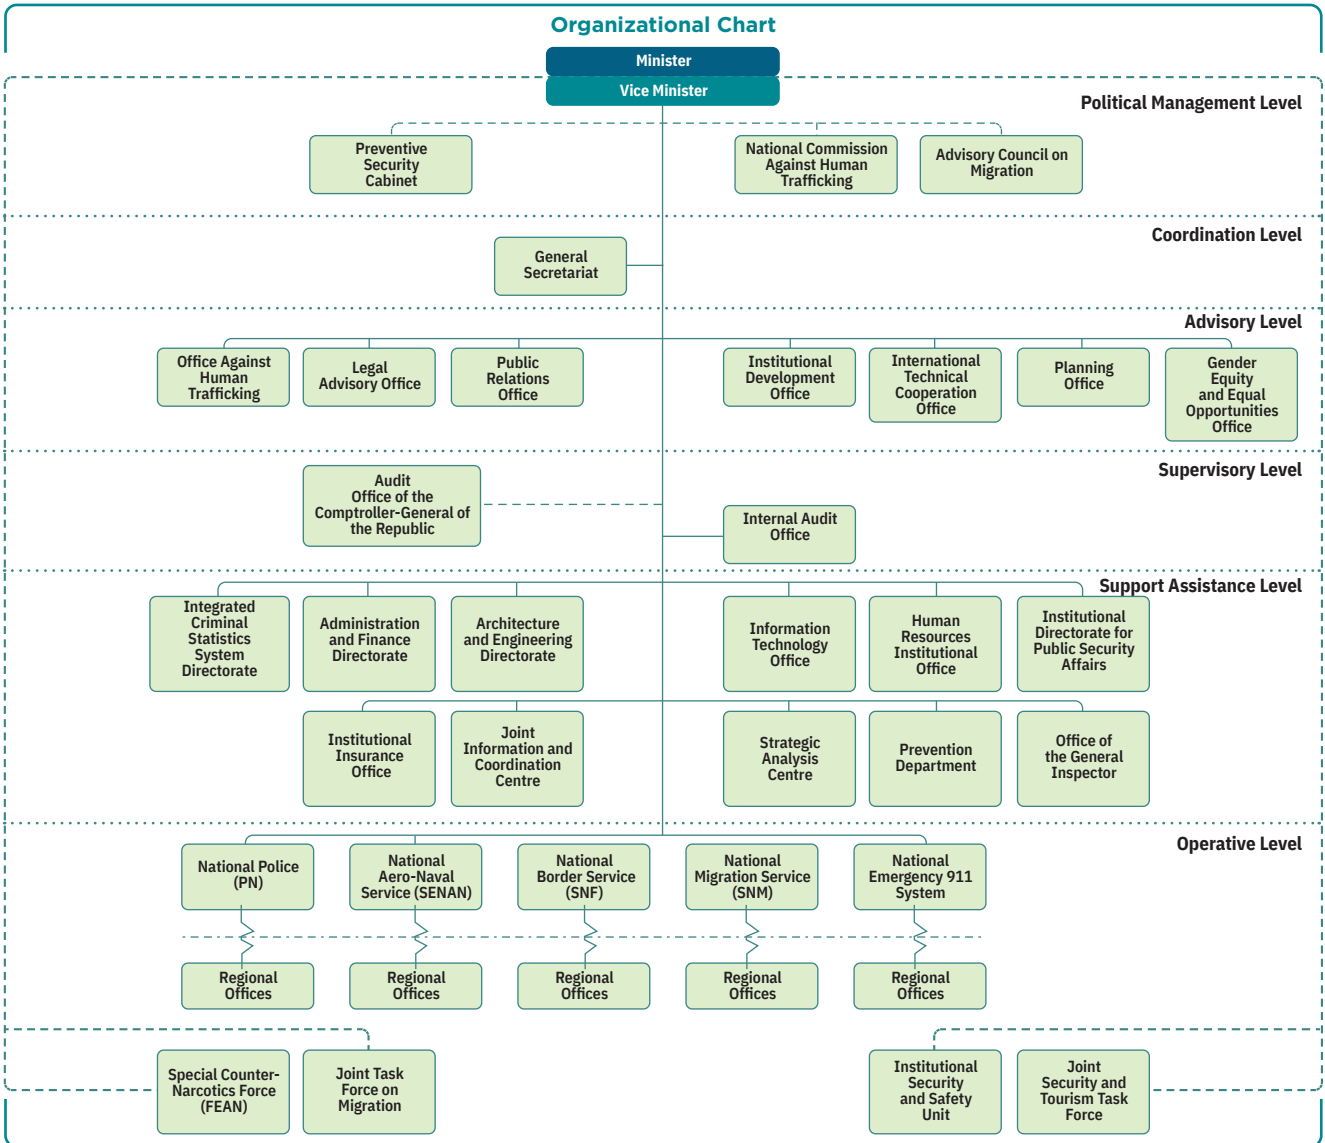 Organizational Chart
Minister
Vice Minister
Political Management Level
Preventive
Security
Cabinet
National Commission
Against Human
Trafficking
Advisory Council on
Migration
Coordination Level
General
Secretariat
Advisory Level
Office Against
Human
Trafficking
Legal
Advisory Office
Public
Relations
Office
Institutional
Development
Office
International
Technical
Cooperation
Office
Planning
Office
Gender
Equity
and Equal
Opportunities
Office
Supervisory Level
Audit
Office of the
Comptroller-General of
the Republic
Internal Audit
Office
Support Assistance Level
Integrated
Criminal
Statistics
System
Directorate
Administration
and Finance
Directorate
Architecture
and Engineering
Directorate
Information
Technology
Office
Human
Resources
Institutional
Office
Institutional
Directorate for
Public Security
Affairs
Institutional
Insurance
Office
Joint
Information and
Coordination
Centre
Strategic
Analysis
Centre
Prevention
Department
Office of
the General
Inspector
Operative Level
National Police
(PN)
National
Aero-Naval
Service (SENAN)
National
Border Service
(SNF)
National
Migration Service
(SNM)
National
Emergency 911
System
Regional
Offices
Regional
Offices
Regional
Offices
Regional
Offices
Regional
Offices
Special Counter-
Narcotics Force
(FEAN)
Joint Task
Force on
Migration
Institutional
Security
and Safety
Unit
Joint
Security and
Tourism Task
Force